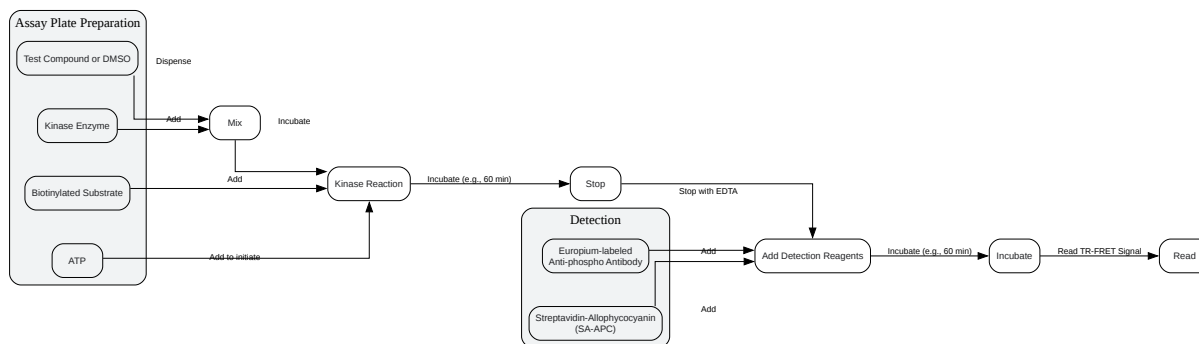 Assay Plate Preparation
Test Compound or DMSO
Dispense
Kinase Enzyme
Add
Mix
Incubate
Biotinylated Substrate
Add
Kinase Reaction
Incubate (e.g., 60 min)
Stop
Stop with EDTA
ATP
Add to initiate
Detection
Europium-labeled
Anti-phospho Antibody
Add
Add Detection Reagents
Incubate (e.g., 60 min)
Incubate
Read TR-FRET Signal
Read
Streptavidin-Allophycocyanin
(SA-APC)
Add